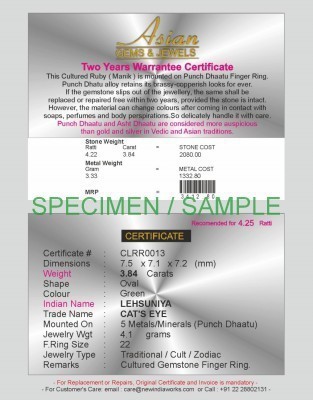 Asian
GEMS & JEWELS
Two Years Warrantee Certificate
This Cultured Ruby ( Manik ) is mounted on Punch Dhaatu Finger Ring.
Punch Dhatu alloy retains its brassy-copperish looks for ever.
If the gemstone slips out of the jewellery, the same shall be
replaced or repaired free within two years, provided the stone is intact.
However, the material can change colours after coming in contact with
soaps, perfumes and body perspirations.So delicately handle it with care.
Punch Dhaatu and Asht Dhaatu are considered more auspicious
than gold and silver in Vedic and Asian traditions.
Stone Weight
Ratti Carat = STONE COST
4.22 3.84 2080.00
Metal Weight
Gram = METAL COST
3.33 1332.80
MRP =
SPECIMEN / SAMPLE
Recomended for 4.25 Ratti
CERTIFICATE
Certificate # : CLRR0013
Dimensions : 7.5 x 7.1 x 7.2 (mm)
Weight : 3.84 Carats
Shape : Oval
Colour : Green
Indian Name : LEHSUNIYA
Trade Name : CAT'S EYE
Mounted On : 5 Metals/Minerals (Punch Dhaatu)
Jewelry Wgt : 4.1 grams
F.Ring Size : 22
Jewelry Type : Traditional / Cult / Zodiac
Remarks : Cultured Gemstone Finger Ring.
- For Replacement or Repairs, Original Certificate and Invoice is mandatory -
- For Customer's Care: email : care@newindiaworks.com - or Call : +91 22 28802131 -